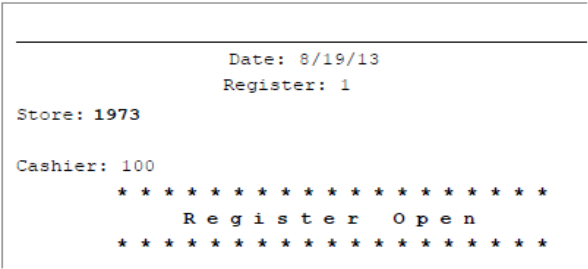 Date: 8/19/13
Register: 1
Store: 1973
Cashier: 100
* * * * * * * * * * * * * * * * * * *
R e g i s t e r   O p e n
* * * * * * * * * * * * * * * * * * *